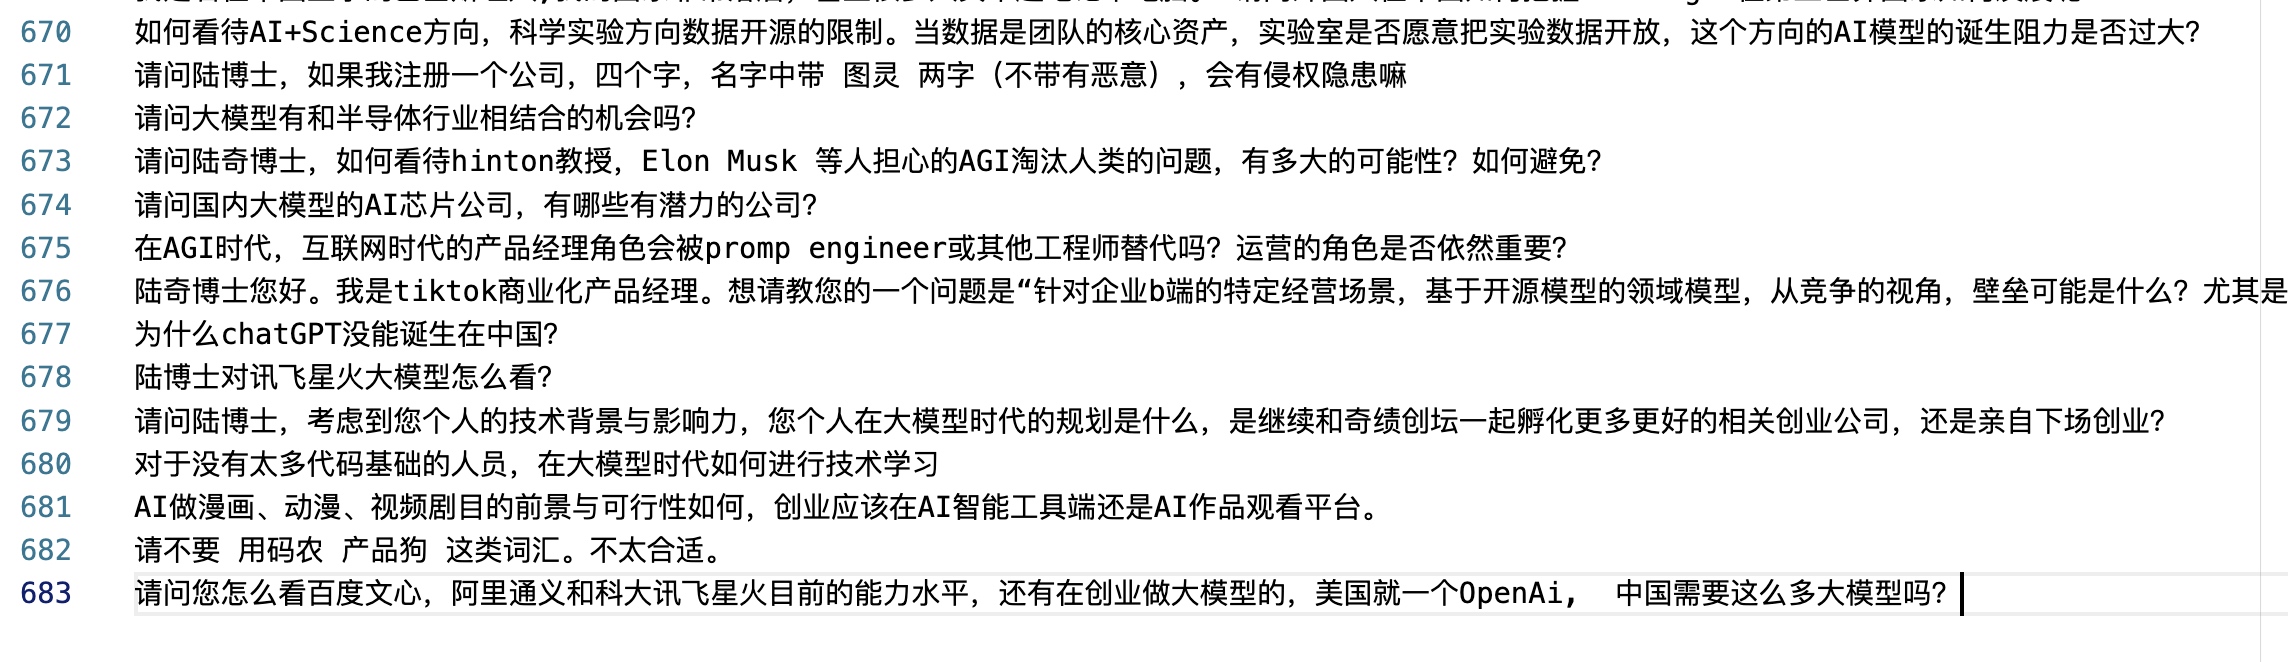 670 如何看待AI+Science方向，科学实验方向数据开源的限制。当数据是团队的核心资产，实验室是否愿意把实验数据开放，这个方向的AI模型的诞生阻力是否过大？
671 请问陆博士，如果我注册一个公司，四个字，名字中带 图灵 两字（不带有恶意），会有侵权隐患嘛
672 请问大模型有和半导体行业相结合的机会吗？
673 请问陆奇博士，如何看待hinton教授，Elon Musk 等人担心的AGI淘汰人类的问题，有多大的可能性？如何避免？
674 请问国内大模型的AI芯片公司，有哪些有潜力的公司？
675 在AGI时代，互联网时代的产品经理角色会被promp engineer或其他工程师替代吗？运营的角色是否依然重要？
676 陆奇博士您好。我是tiktok商业化产品经理。想请教您的一个问题是“针对企业b端的特定经营场景，基于开源模型的领域模型，从竞争的视角，壁垒可能是什么？尤其是
677 为什么chatGPT没能诞生在中国？
678 陆博士对讯飞星火大模型怎么看？
679 请问陆博士，考虑到您个人的技术背景与影响力，您个人在大模型时代的规划是什么，是继续和奇绩创坛一起孵化更多更好的相关创业公司，还是亲自下场创业？
680 对于没有太多代码基础的人员，在大模型时代如何进行技术学习
681 AI做漫画、动漫、视频剧目的前景与可行性如何，创业应该在AI智能工具端还是AI作品观看平台。
682 请不要 用码农 产品狗 这类词汇。不太合适。
683 请问您怎么看百度文心，阿里通义和科大讯飞星火目前的能力水平，还有在创业做大模型的，美国就一个OpenAi,  中国需要这么多大模型吗？